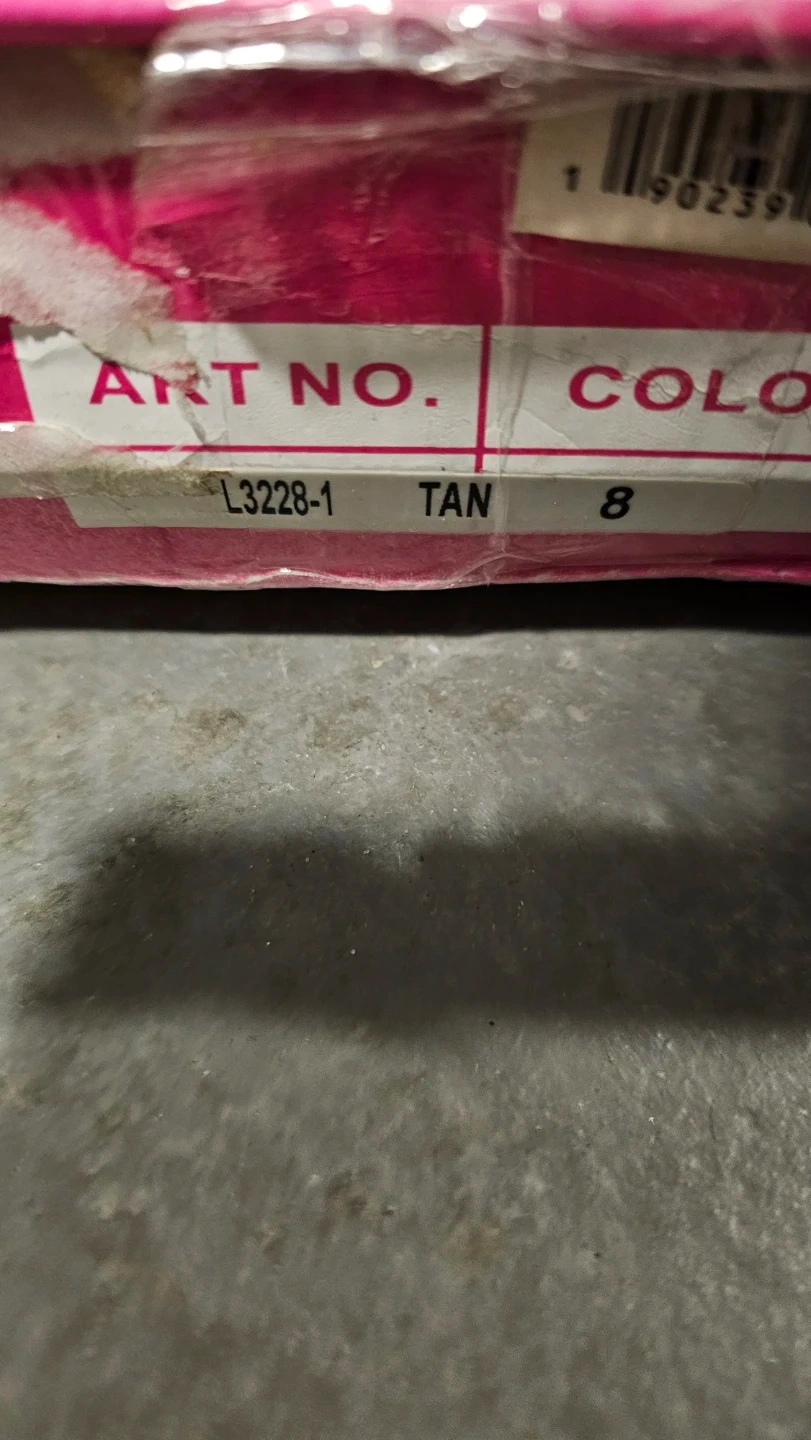 1 90239
ART NO. COLO
L3228-1 TAN 8